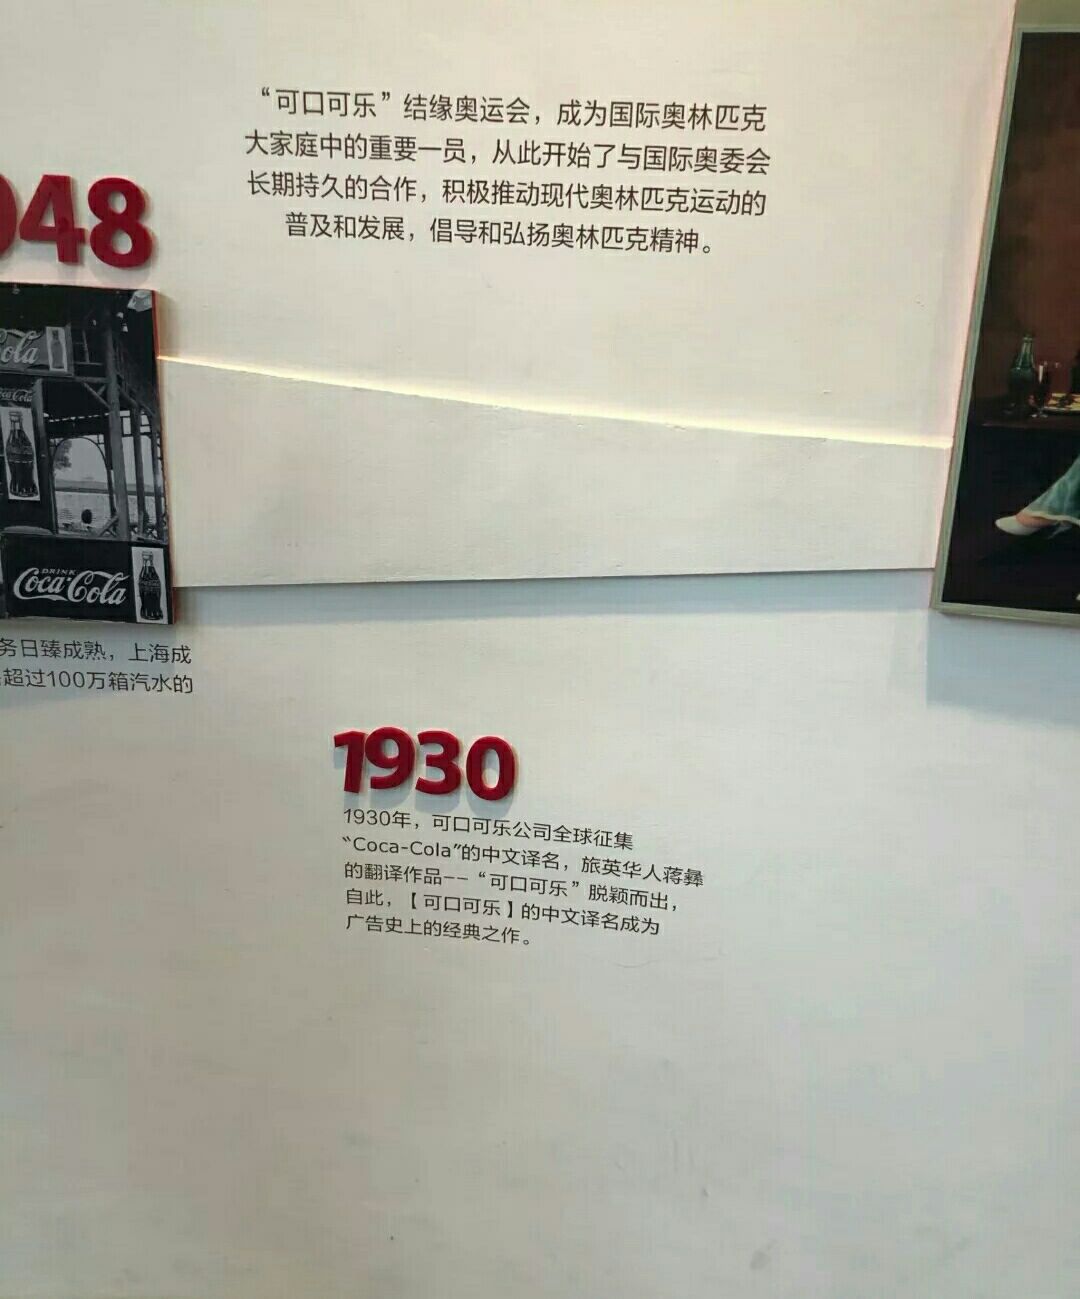 “可口可乐”结缘奥运会，成为国际奥林匹克
大家庭中的重要一员，从此开始了与国际奥委会
长期持久的合作，积极推动现代奥林匹克运动的
普及和发展，倡导和弘扬奥林匹克精神。
948
Cola
Coca-Cola
DRINK
Coca-Cola
务日臻成熟，上海成
超过100万箱汽水的
1930
1930年，可口可乐公司全球征集
“Coca-Cola”的中文译名，旅英华人蒋彝
的翻译作品--“可口可乐”脱颖而出，
自此，【可口可乐】的中文译名成为
广告史上的经典之作。